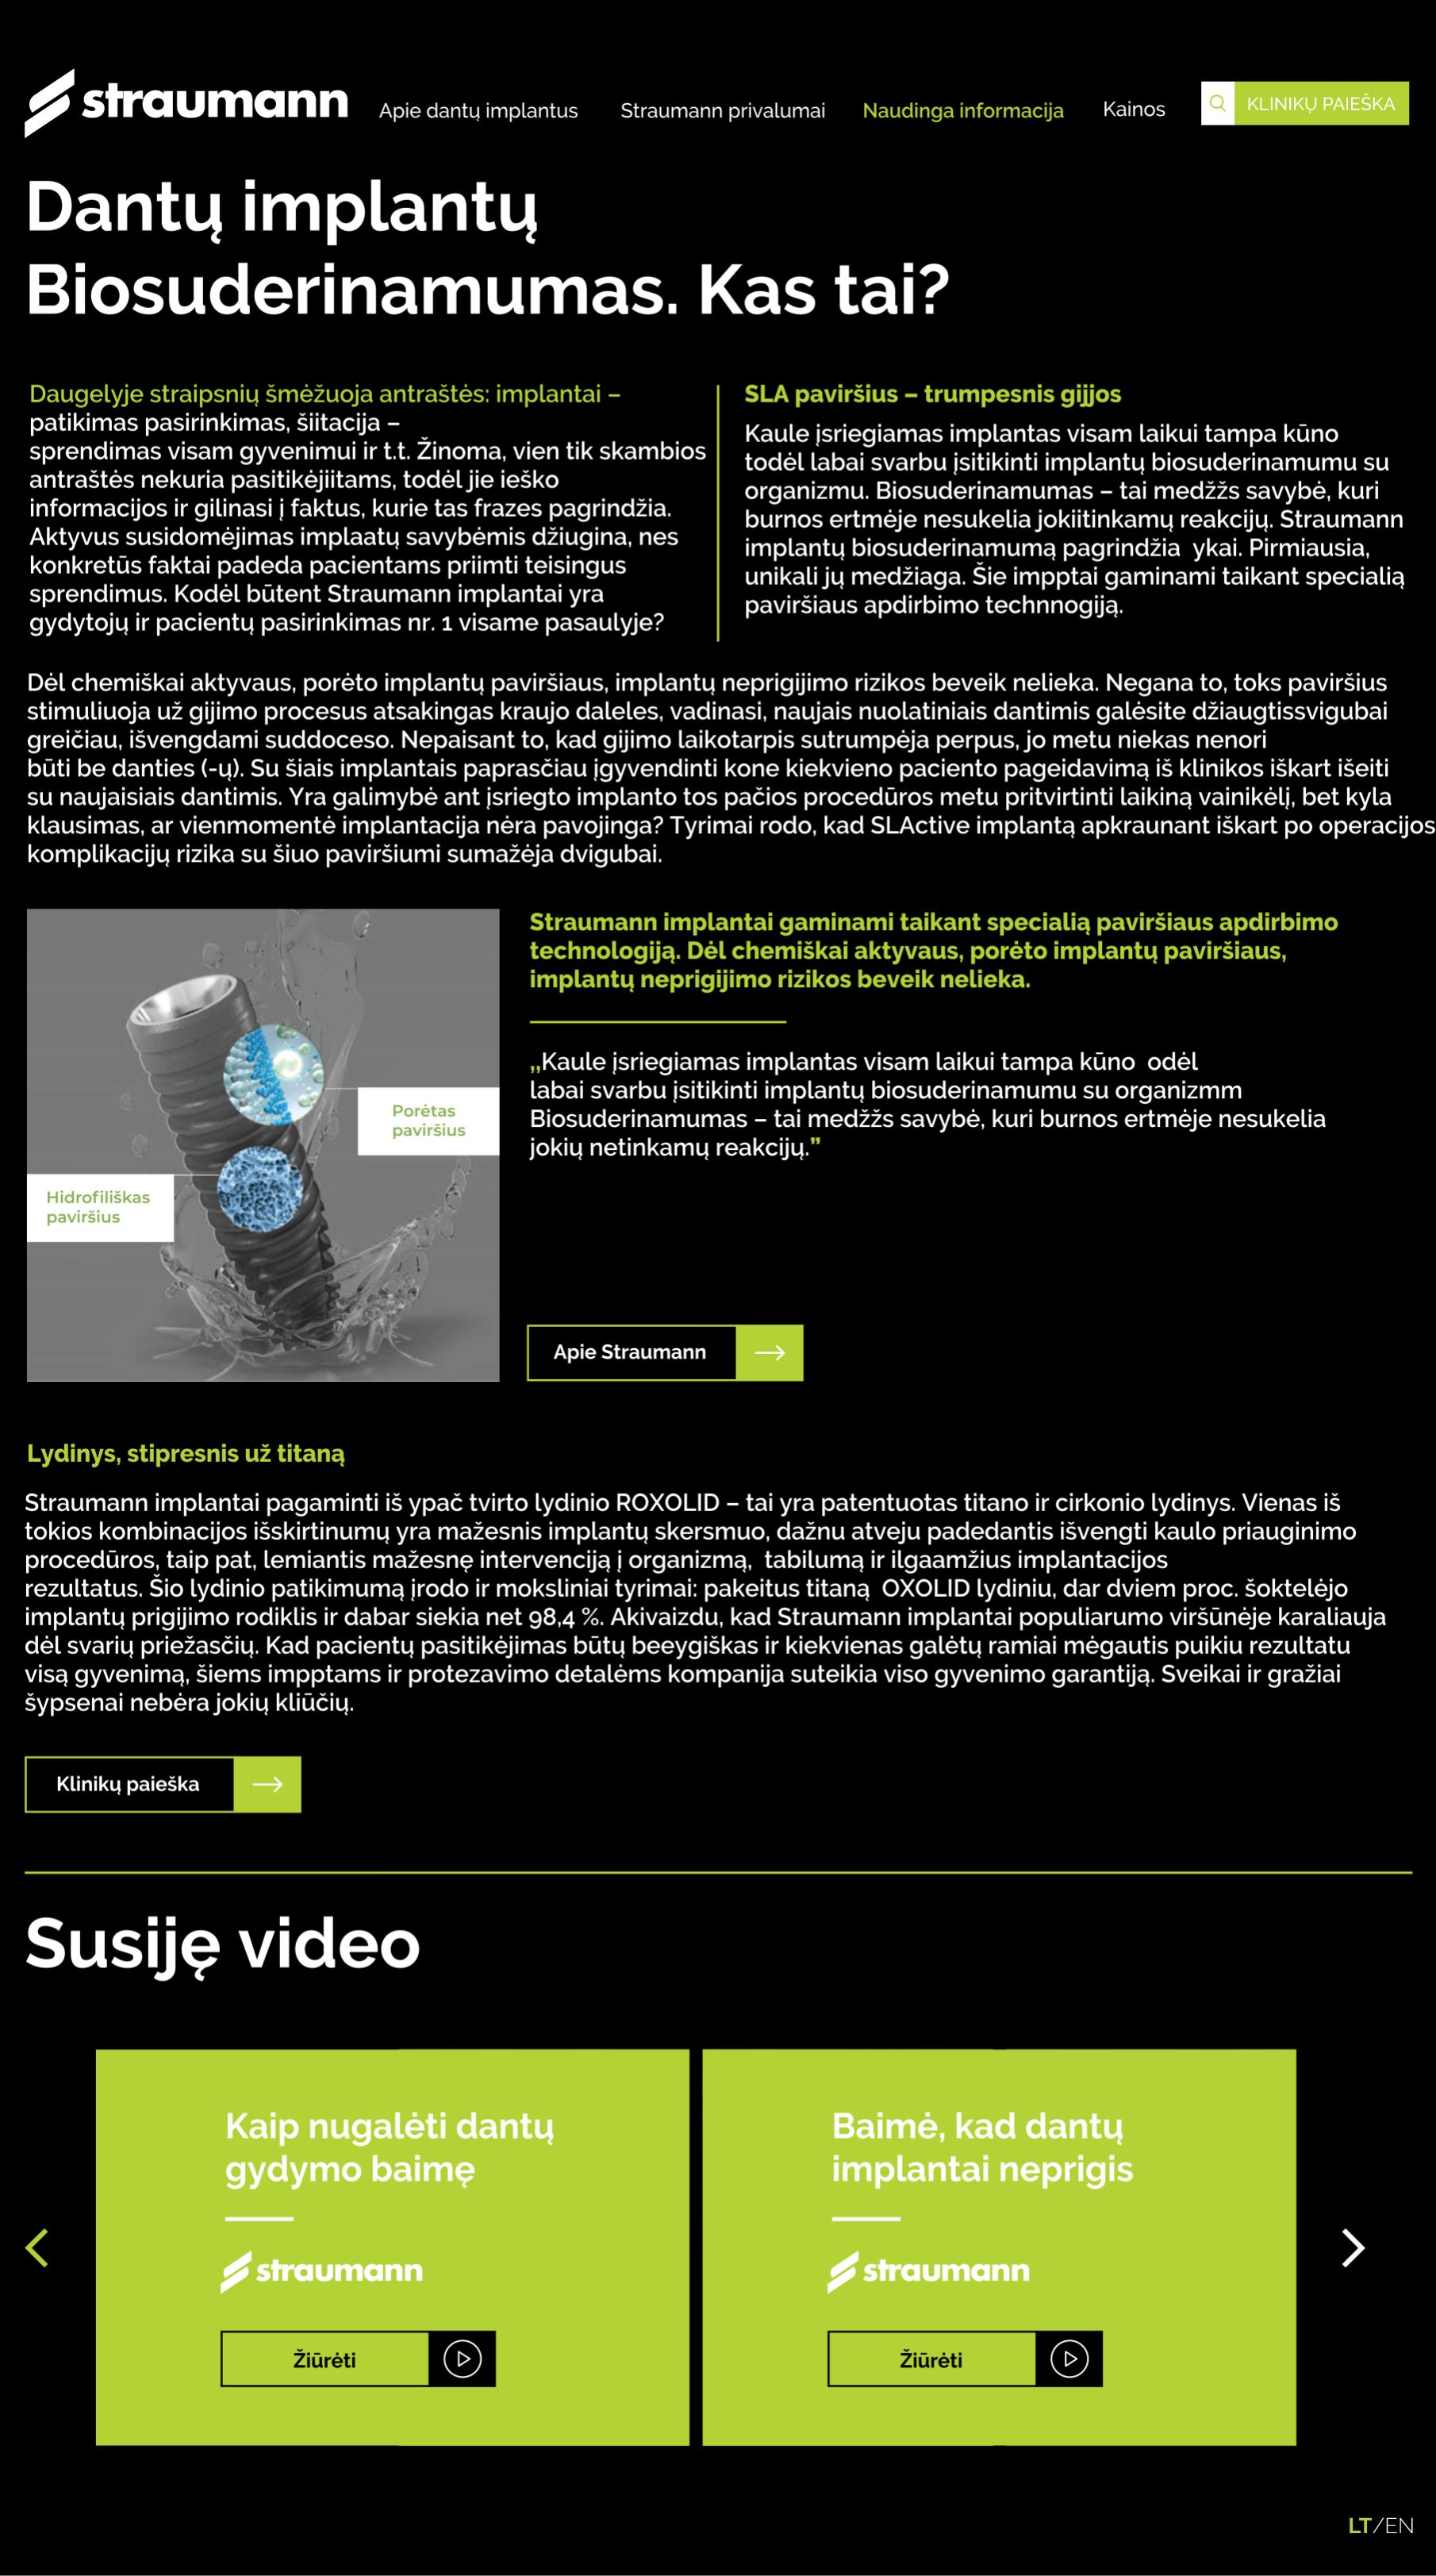 straumann
Apie dantų implantus
Straumann privalumai
Naudinga informacija
Kainos
KLINIKŲ PAIEŠKA
Dantų implantų
Biosuderinamumas. Kas tai?
Daugelyje straipsnių šmėžuoja antraštės: implantai –
patikimas pasirinkimas, šiitacija –
sprendimas visam gyvenimui ir t.t. Žinoma, vien tik skambios
antraštės nekuria pasitikėjiitams, todėl jie ieško
informacijos ir gilinasi į faktus, kurie tas frazes pagrindžia.
Aktyvus susidomėjimas implaatų savybėmis džiugina, nes
konkretūs faktai padeda pacientams priimti teisingus
sprendimus. Kodėl būtent Straumann implantai yra
gydytojų ir pacientų pasirinkimas nr. 1 visame pasaulyje?
SLA paviršius – trumpesnis gijjos
Kaule įsriegiamas implantas visam laikui tampa kūno
todėl labai svarbu įsitikinti implantų biosuderinamumu su
organizmu. Biosuderinamumas – tai medžžs savybė, kuri
burnos ertmėje nesukelia jokiitinkamų reakcijų. Straumann
implantų biosuderinamumą pagrindžia  ykai. Pirmiausia,
unikali jų medžiaga. Šie impptai gaminami taikant specialią
paviršiaus apdirbimo technnogiją.
Dėl chemiškai aktyvaus, porėto implantų paviršiaus, implantų neprigijimo rizikos beveik nelieka. Negana to, toks paviršius
stimuliuoja už gijimo procesus atsakingas kraujo daleles, vadinasi, naujais nuolatiniais dantimis galėsite džiaugtissvigubai
greičiau, išvengdami suddoceso. Nepaisant to, kad gijimo laikotarpis sutrumpėja perpus, jo metu niekas nenori
būti be danties (-ų). Su šiais implantais paprasčiau įgyvendinti kone kiekvieno paciento pageidavimą iš klinikos iškart išeiti
su naujaisiais dantimis. Yra galimybė ant įsriegto implanto tos pačios procedūros metu pritvirtinti laikiną vainikėlį, bet kyla
klausimas, ar vienmomentė implantacija nėra pavojinga? Tyrimai rodo, kad SLActive implantą apkraunant iškart po operacijos
komplikacijų rizika su šiuo paviršiumi sumažėja dvigubai.
Straumann implantai gaminami taikant specialią paviršiaus apdirbimo
technologiją. Dėl chemiškai aktyvaus, porėto implantų paviršiaus,
implantų neprigijimo rizikos beveik nelieka.
„Kaule įsriegiamas implantas visam laikui tampa kūno  odėl
labai svarbu įsitikinti implantų biosuderinamumu su organizmm
Biosuderinamumas – tai medžžs savybė, kuri burnos ertmėje nesukelia
jokių netinkamų reakcijų.”
Porėtas
paviršius
Hidrofiliškas
paviršius
Apie Straumann
Lydinys, stipresnis už titaną
Straumann implantai pagaminti iš ypač tvirto lydinio ROXOLID – tai yra patentuotas titano ir cirkonio lydinys. Vienas iš
tokios kombinacijos išskirtinumų yra mažesnis implantų skersmuo, dažnu atveju padedantis išvengti kaulo priauginimo
procedūros, taip pat, lemiantis mažesnę intervenciją į organizmą,  tabilumą ir ilgaamžius implantacijos
rezultatus. Šio lydinio patikimumą įrodo ir moksliniai tyrimai: pakeitus titaną  OXOLID lydiniu, dar dviem proc. šoktelėjo
implantų prigijimo rodiklis ir dabar siekia net 98,4 %. Akivaizdu, kad Straumann implantai populiarumo viršūnėje karaliauja
dėl svarių priežasčių. Kad pacientų pasitikėjimas būtų beeygiškas ir kiekvienas galėtų ramiai mėgautis puikiu rezultatu
visą gyvenimą, šiems impptams ir protezavimo detalėms kompanija suteikia viso gyvenimo garantiją. Sveikai ir gražiai
šypsenai nebėra jokių kliūčių.
Klinikų paieška
Susiję video
Kaip nugalėti dantų
gydymo baimę
straumann
Žiūrėti
Baimė, kad dantų
implantai neprigis
straumann
Žiūrėti
LT/EN